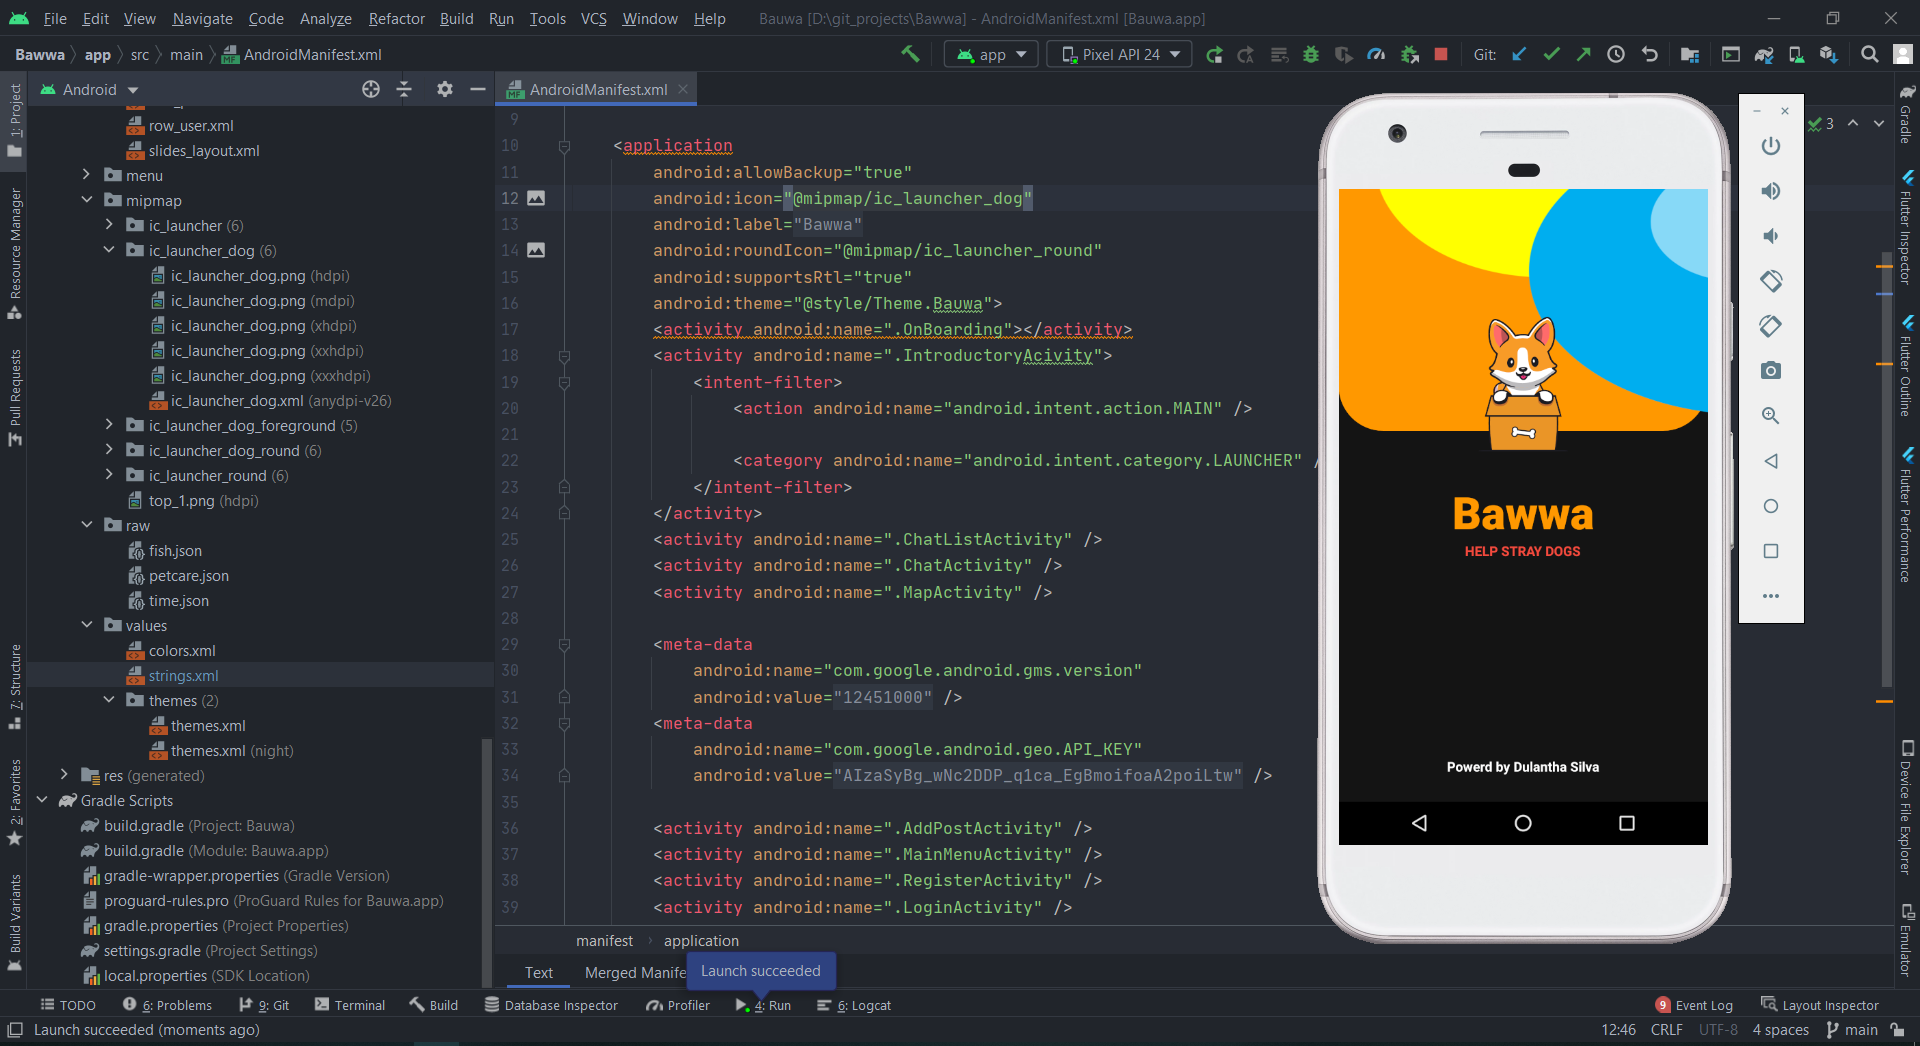 File Edit View Navigate Code Analyze Refactor Build Run Tools VCS Window Help Bauwa [D:\git_projects\Bawwa] - AndroidManifest.xml [Bauwa.app]
Bawwa app src main AndroidManifest.xml app Pixel API 24 Git:
Android
AndroidManifest.xml
row_user.xml
slides_layout.xml
menu
mipmap
ic_launcher (6)
ic_launcher_dog (6)
ic_launcher_dog.png (hdpi)
ic_launcher_dog.png (mdpi)
ic_launcher_dog.png (xhdpi)
ic_launcher_dog.png (xxhdpi)
ic_launcher_dog.png (xxxhdpi)
ic_launcher_dog.xml (anydpi-v26)
ic_launcher_dog_foreground (5)
ic_launcher_dog_round (6)
ic_launcher_round (6)
top_1.png (hdpi)
raw
fish.json
petcare.json
time.json
values
colors.xml
strings.xml
themes (2)
themes.xml
themes.xml (night)
res (generated)
Gradle Scripts
build.gradle (Project: Bauwa)
build.gradle (Module: Bauwa.app)
gradle-wrapper.properties (Gradle Version)
proguard-rules.pro (ProGuard Rules for Bauwa.app)
gradle.properties (Project Properties)
settings.gradle (Project Settings)
local.properties (SDK Location)
1: Project
Resource Manager
Pull Requests
7: Structure
2: Favorites
Build Variants
9
10 <application
11 android:allowBackup="true"
12 android:icon="@mipmap/ic_launcher_dog"
13 android:label="Bawwa"
14 android:roundIcon="@mipmap/ic_launcher_round"
15 android:supportsRtl="true"
16 android:theme="@style/Theme.Bauwa">
17 <activity android:name=".OnBoarding"></activity>
18 <activity android:name=".IntroductoryAcivity">
19 <intent-filter>
20 <action android:name="android.intent.action.MAIN" />
21
22 <category android:name="android.intent.category.LAUNCHER" /
23 </intent-filter>
24 </activity>
25 <activity android:name=".ChatListActivity" />
26 <activity android:name=".ChatActivity" />
27 <activity android:name=".MapActivity" />
28
29 <meta-data
30 android:name="com.google.android.gms.version"
31 android:value="12451000" />
32 <meta-data
33 android:name="com.google.android.geo.API_KEY"
34 android:value="AIzaSyBg_wNc2DDP_q1ca_EgBmoifoaA2poiLtw" />
35
36 <activity android:name=".AddPostActivity" />
37 <activity android:name=".MainMenuActivity" />
38 <activity android:name=".RegisterActivity" />
39 <activity android:name=".LoginActivity" />
manifest application
Text Merged Manife
Launch succeeded
Bawwa
HELP STRAY DOGS
Powerd by Dulantha Silva
3
Gradle
Flutter Inspector
Flutter Outline
Flutter Performance
Device File Explorer
Emulator
TODO 6: Problems 9: Git Terminal Build Database Inspector Profiler 4: Run 6: Logcat 9 Event Log Layout Inspector
Launch succeeded (moments ago) 12:46 CRLF UTF-8 4 spaces main